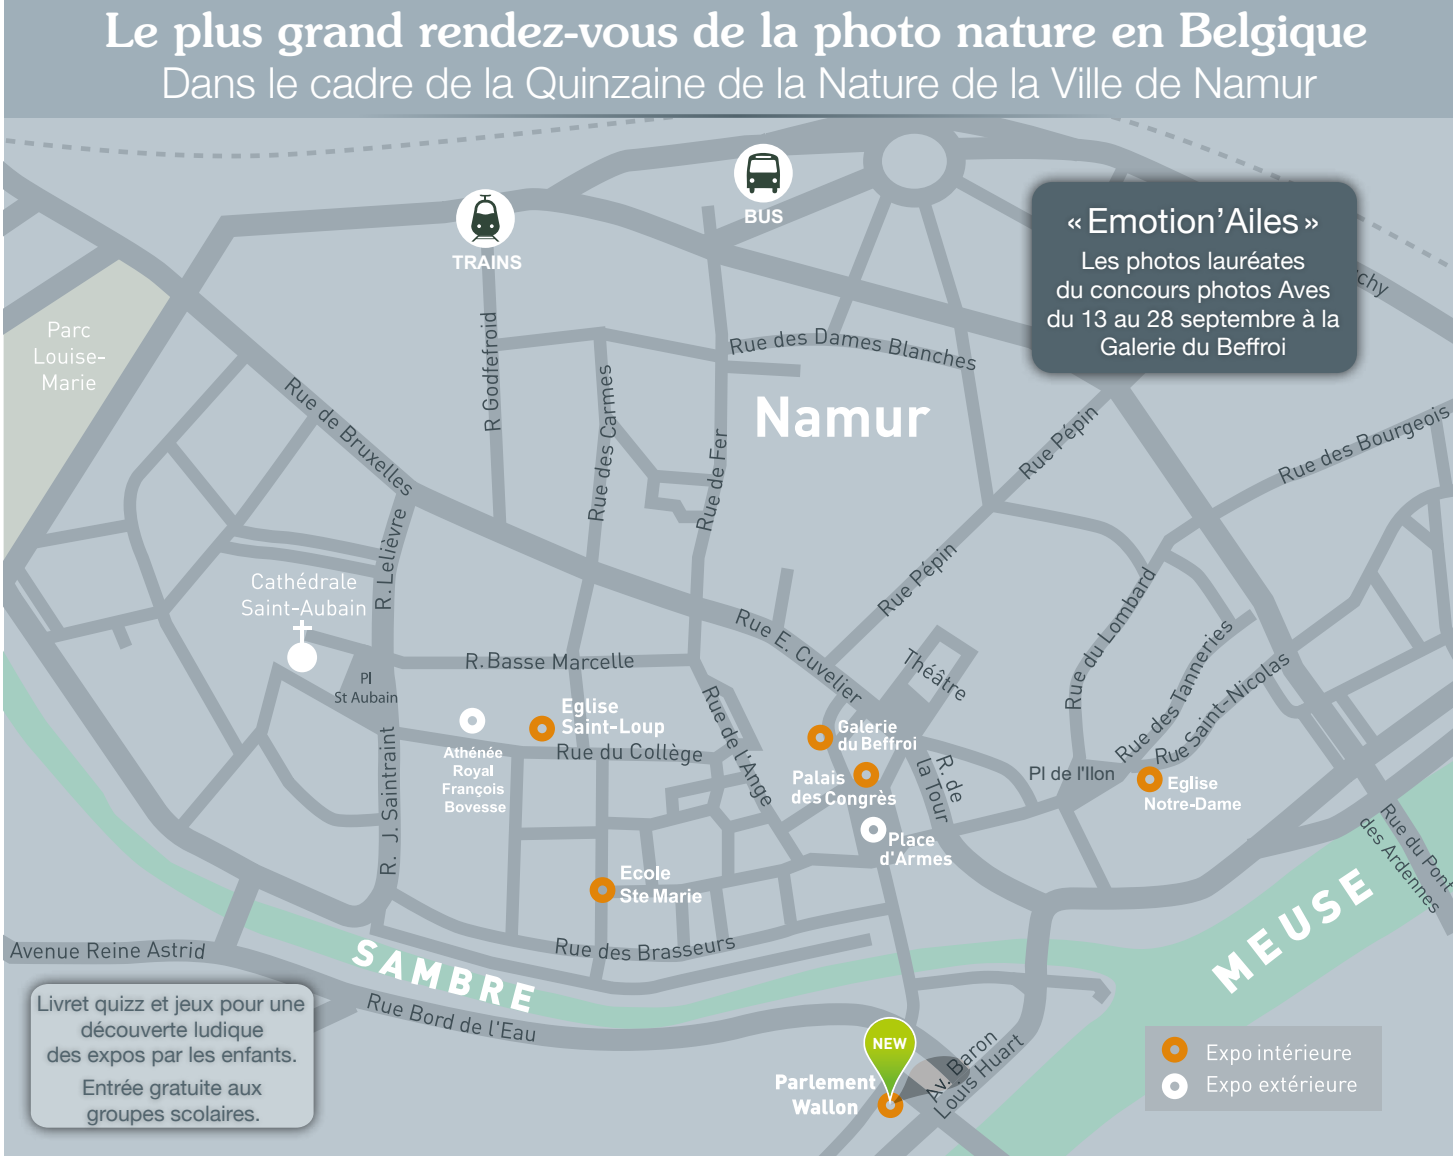 Le plus grand rendez-vous de la photo nature en Belgique
Dans le cadre de la Quinzaine de la Nature de la Ville de Namur
BUS
TRAINS
« Emotion’Ailes »
Les photos lauréates
du concours photos Aves
du 13 au 28 septembre à la
Galerie du Beffroi
Parc
Louise-
Marie
R Godefroid
Rue des Dames Blanches
Namur
Rue de Bruxelles
Rue des Carmes
Rue de Fer
Rue Pépin
Rue des Bourgeois
R. Lelièvre
Rue Pépin
Cathédrale
Saint-Aubain
Rue E. Cuvelier
Rue du Lombard
Rue des Tanneries
Rue Saint-Nicolas
Théâtre
R. Basse Marcelle
Pl
St Aubain
Eglise
Saint-Loup
Rue du Collège
Rue de l'Ange
Galerie
du Beffroi
Athénée
Royal
François
Bovesse
R. J. Saintraint
Palais
des Congrès
R. de
la Tour
Pl de l'Ilon
Eglise
Notre-Dame
Place
d'Armes
Rue du Pont
des Ardennes
Ecole
Ste Marie
MEUSE
Rue des Brasseurs
Avenue Reine Astrid
SAMBRE
Rue Bord de l'Eau
Livret quizz et jeux pour une
découverte ludique
des expos par les enfants.
Entrée gratuite aux
groupes scolaires.
NEW
Av. Baron
Louis Huart
Parlement
Wallon
Expo intérieure
Expo extérieure